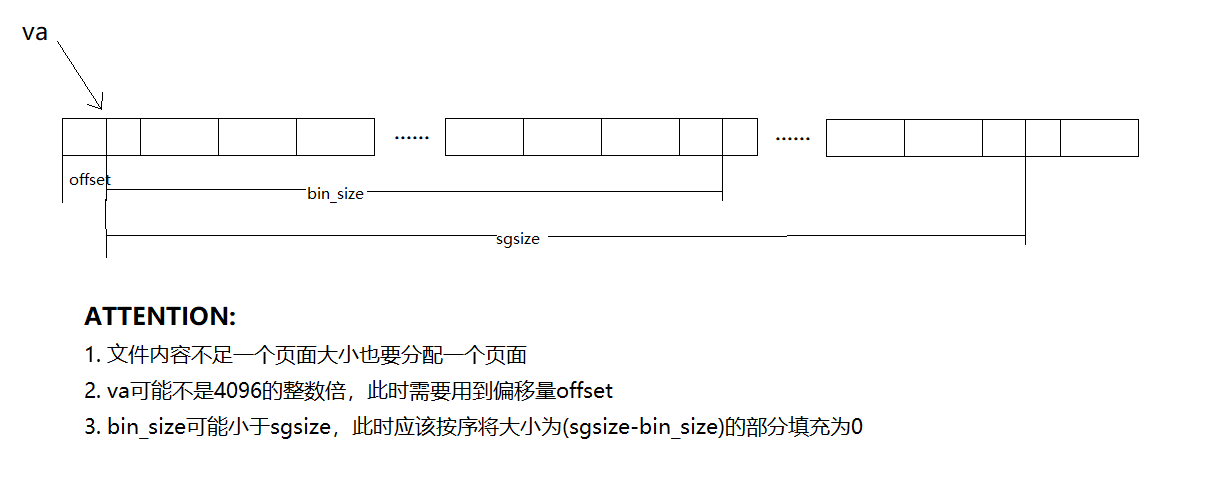 va
......
......
offset
bin_size
sgsize
ATTENTION:
1. 文件内容不足一个页面大小也要分配一个页面
2. va可能不是4096的整数倍，此时需要用到偏移量offset
3. bin_size可能小于sgsize，此时应该按序将大小为(sgsize-bin_size)的部分填充为0